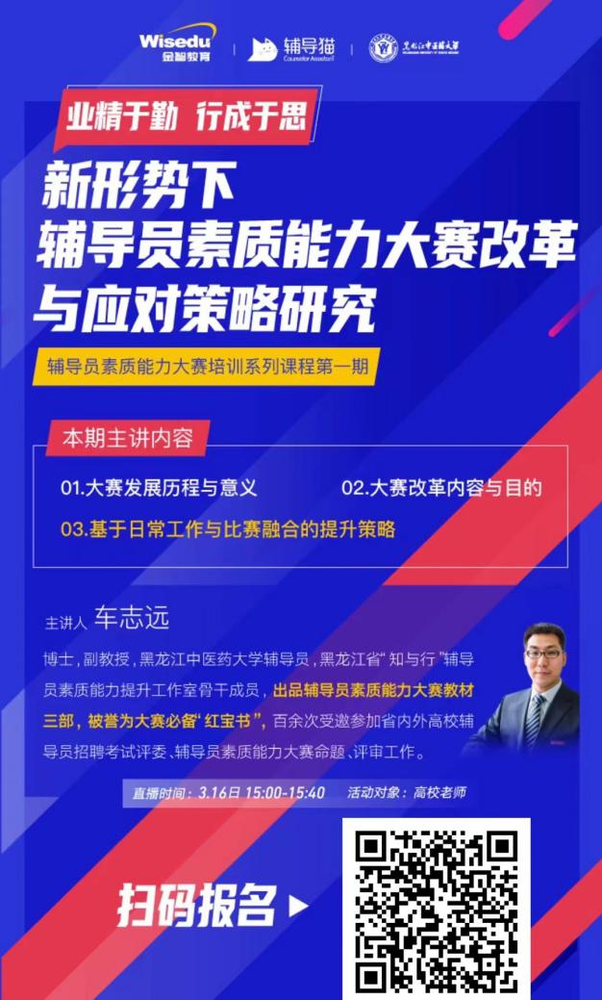 Wisedu
金智教育
辅导猫
Counselor Assistant
黑龙江中医药大学
业精于勤 行成于思
新形势下
辅导员素质能力大赛改革
与应对策略研究
辅导员素质能力大赛培训系列课程第一期
本期主讲内容
01.大赛发展历程与意义 02.大赛改革内容与目的
03.基于日常工作与比赛融合的提升策略
主讲人 车志远
博士，副教授，黑龙江中医药大学辅导员，黑龙江省“知与行”辅导
员素质能力提升工作室骨干成员，出品辅导员素质能力大赛教材
三部，被誉为大赛必备“红宝书”，百余次受邀参加省内外高校辅
导员招聘考试评委、辅导员素质能力大赛命题、评审工作。
直播时间：3.16日 15:00-15:40 活动对象：高校老师
扫码报名